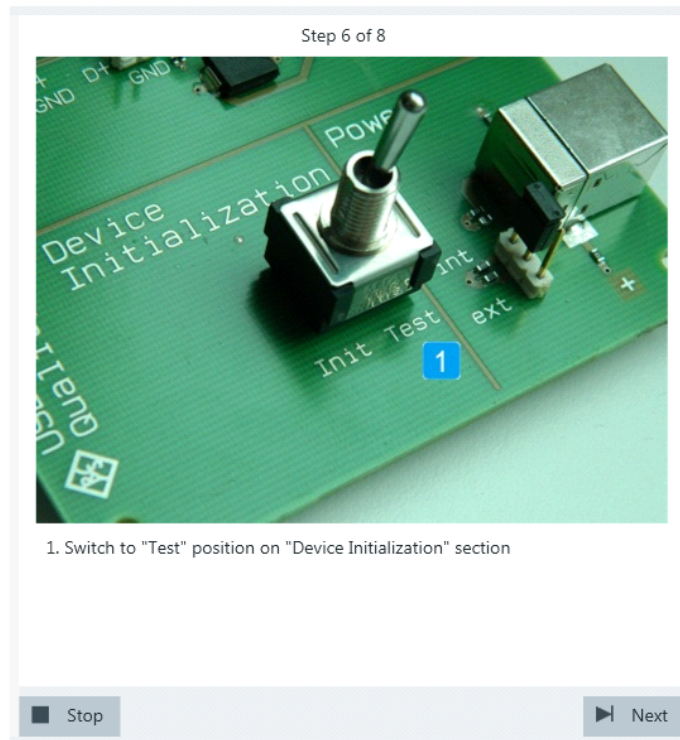 Step 6 of 8
D+
GND
GND
Power
Device
Initialization
int
ext
Init Test
1
1. Switch to "Test" position on "Device Initialization" section
Stop
Next